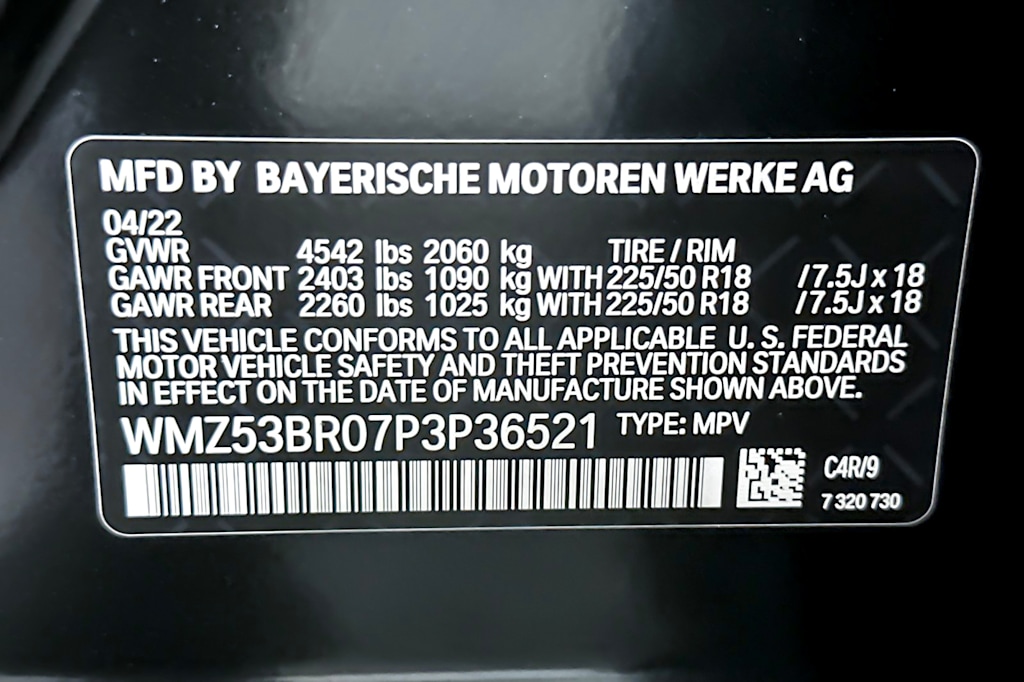 MFD BY BAYERISCHE MOTOREN WERKE AG
04/22
GVWR 4542 lbs 2060 kg TIRE / RIM
GAWR FRONT 2403 lbs 1090 kg WITH 225/50 R18 /7.5J x 18
GAWR REAR 2260 lbs 1025 kg WITH 225/50 R18 /7.5J x 18
THIS VEHICLE CONFORMS TO ALL APPLICABLE U. S. FEDERAL
MOTOR VEHICLE SAFETY AND THEFT PREVENTION STANDARDS
IN EFFECT ON THE DATE OF MANUFACTURE SHOWN ABOVE.
WMZ53BR07P3P36521 TYPE: MPV
C4R/9
7 320 730